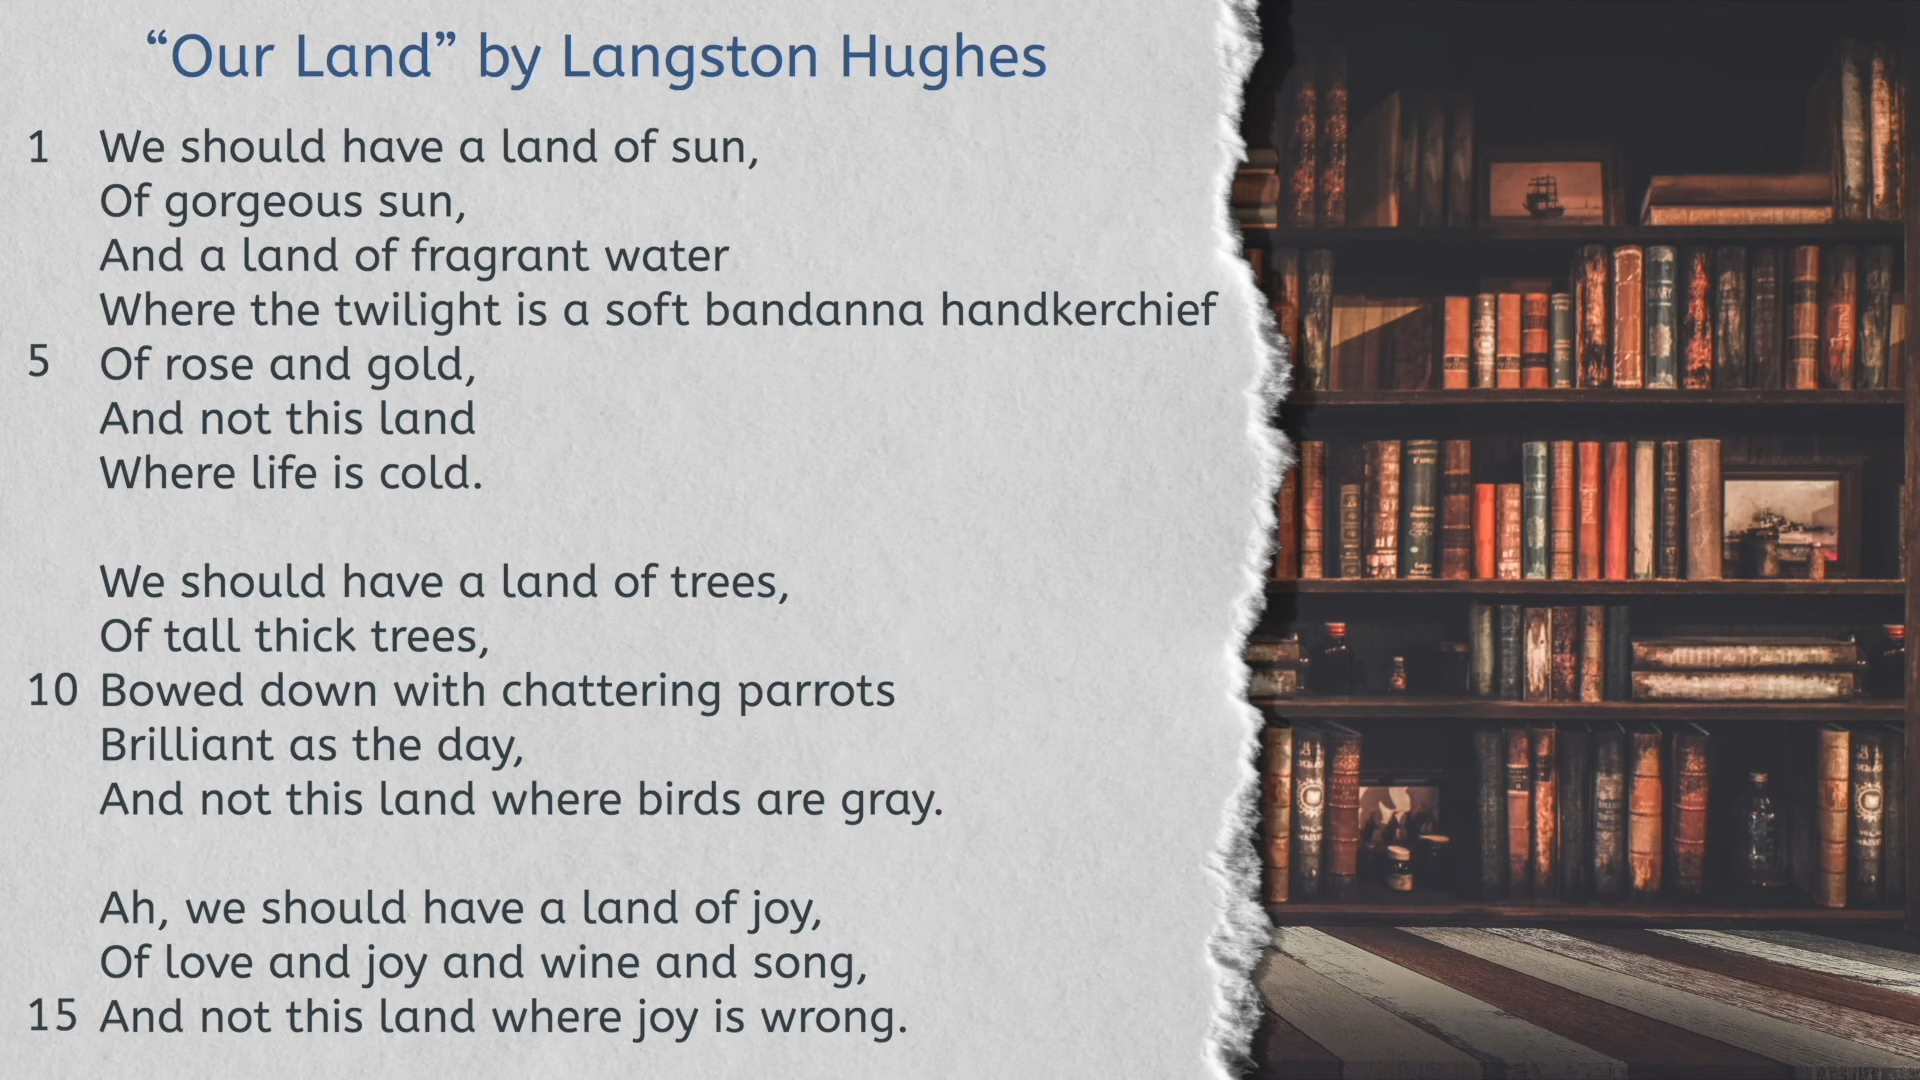 “Our Land” by Langston Hughes
1 We should have a land of sun,
Of gorgeous sun,
And a land of fragrant water
Where the twilight is a soft bandanna handkerchief
5 Of rose and gold,
And not this land
Where life is cold.
We should have a land of trees,
Of tall thick trees,
10 Bowed down with chattering parrots
Brilliant as the day,
And not this land where birds are gray.
Ah, we should have a land of joy,
Of love and joy and wine and song,
15 And not this land where joy is wrong.